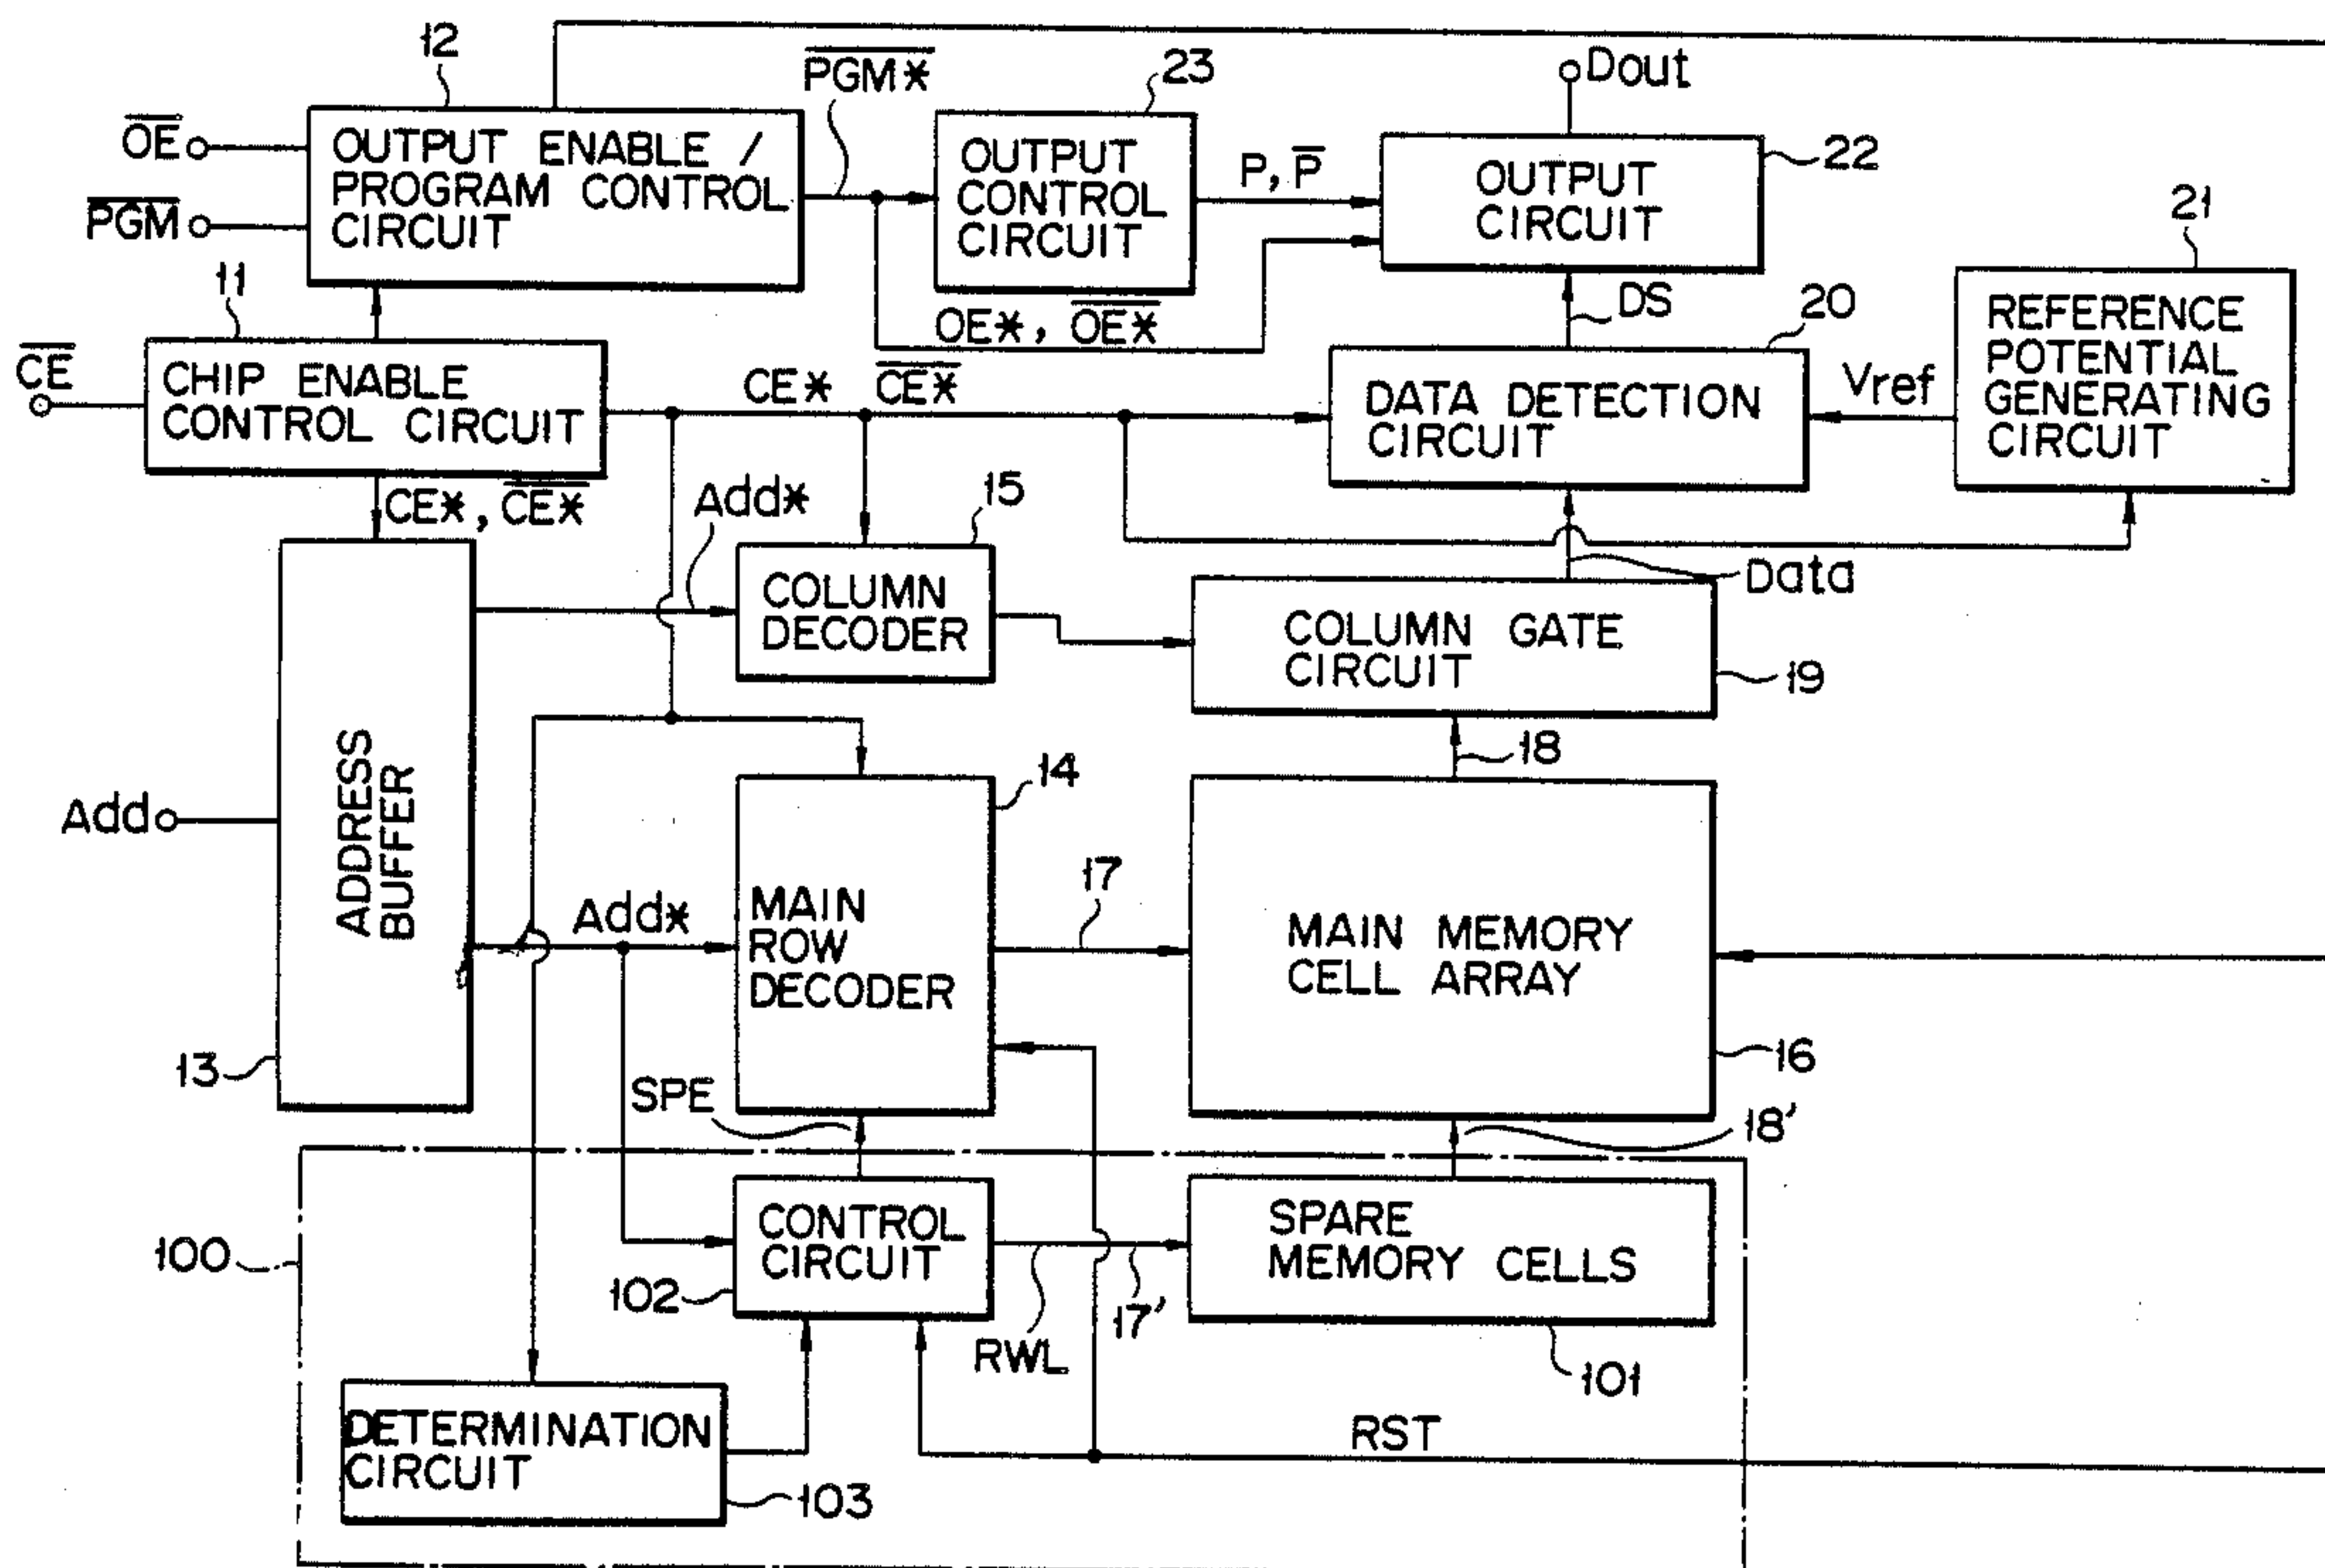 12
PGM*
23
Dout
OE
OUTPUT ENABLE /
PROGRAM CONTROL
CIRCUIT
PGM
OUTPUT
CONTROL
CIRCUIT
P, P
OUTPUT
CIRCUIT
22
21
11
OE*, OE*
DS
20
REFERENCE
POTENTIAL
GENERATING
CIRCUIT
CE
CHIP ENABLE
CONTROL CIRCUIT
CE* CE*
DATA DETECTION
CIRCUIT
Vref
CE*, CE*
Add*
15
COLUMN
DECODER
Data
COLUMN GATE
CIRCUIT
19
18
ADDRESS
BUFFER
14
Add
17
Add*
MAIN
ROW
DECODER
MAIN MEMORY
CELL ARRAY
13
16
SPE
18'
100
CONTROL
CIRCUIT
102
SPARE
MEMORY CELLS
17'
RWL
101
DETERMINATION
CIRCUIT
103
RST